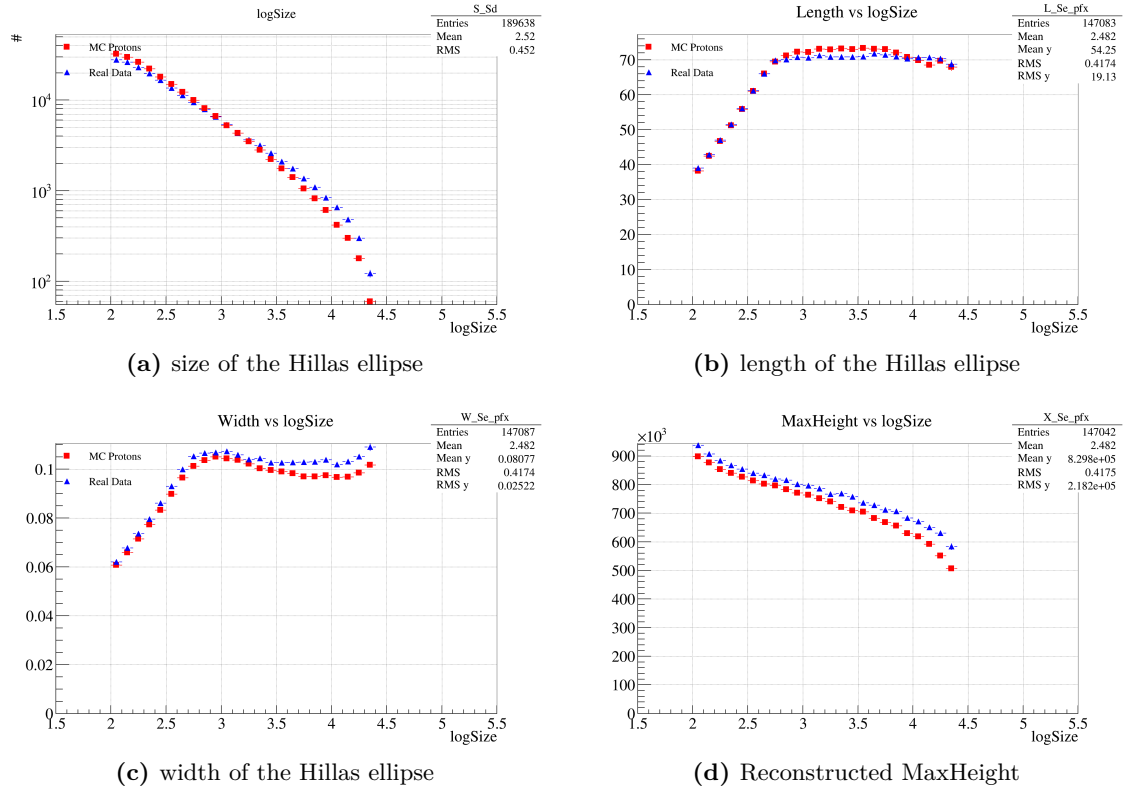 logSize
S_Sd
Entries 189638
Mean 2.52
RMS 0.452
#
MC Protons
Real Data
10⁴
10³
10²
1.5 2 2.5 3 3.5 4 4.5 5 5.5
logSize
(a) size of the Hillas ellipse
Length vs logSize
L_Se_pfx
Entries 147083
Mean 2.482
Mean y 54.25
RMS 0.4174
RMS y 19.13
MC Protons
Real Data
70
60
50
40
30
20
10
0
1.5 2 2.5 3 3.5 4 4.5 5 5.5
logSize
(b) length of the Hillas ellipse
Width vs logSize
W_Se_pfx
Entries 147087
Mean 2.482
Mean y 0.08077
RMS 0.4174
RMS y 0.02522
MC Protons
Real Data
0.1
0.08
0.06
0.04
0.02
0
1.5 2 2.5 3 3.5 4 4.5 5 5.5
logSize
(c) width of the Hillas ellipse
MaxHeight vs logSize
X_Se_pfx
Entries 147042
Mean 2.482
Mean y 8.298e+05
RMS 0.4175
RMS y 2.182e+05
×10³
MC Protons
Real Data
900
800
700
600
500
400
300
200
100
0
1.5 2 2.5 3 3.5 4 4.5 5 5.5
logSize
(d) Reconstructed MaxHeight